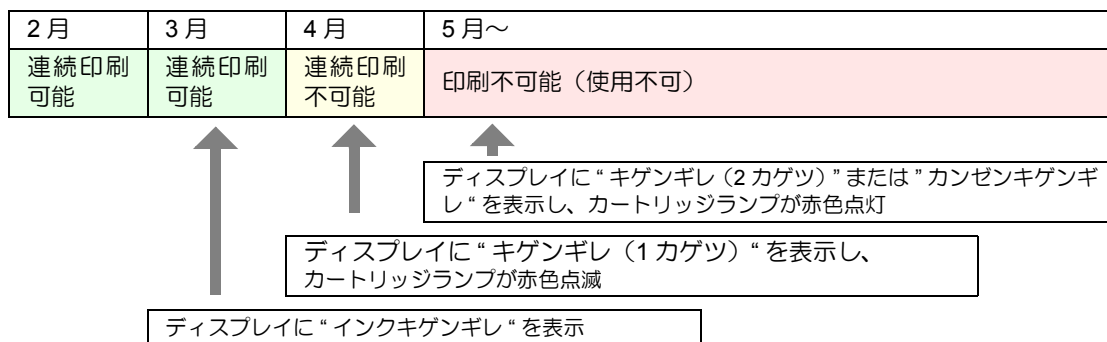 2 月
3 月
4 月
5 月～
連続印刷
可能
連続印刷
可能
連続印刷
不可能
印刷不可能（使用不可）
ディスプレイに “ キゲンギレ（2 カゲツ）” または ” カンゼンキゲンギ
レ “ を表示し、カートリッジランプが赤色点灯
ディスプレイに “ キゲンギレ（1 カゲツ）“ を表示し、
カートリッジランプが赤色点滅
ディスプレイに “ インクキゲンギレ “ を表示